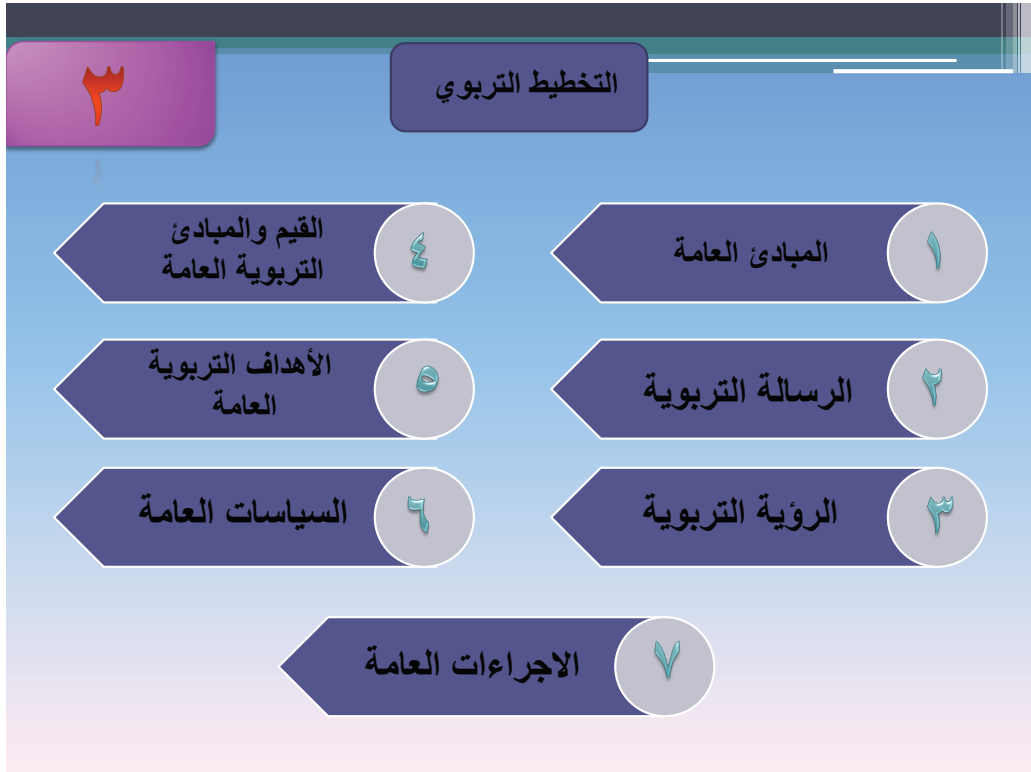 ٣
التخطيط التربوي
١
المبادئ العامة
٢
الرسالة التربوية
٣
الرؤية التربوية
٤
القيم والمبادئ
التربوية العامة
٥
الأهداف التربوية
العامة
٦
السياسات العامة
٧
الاجراءات العامة